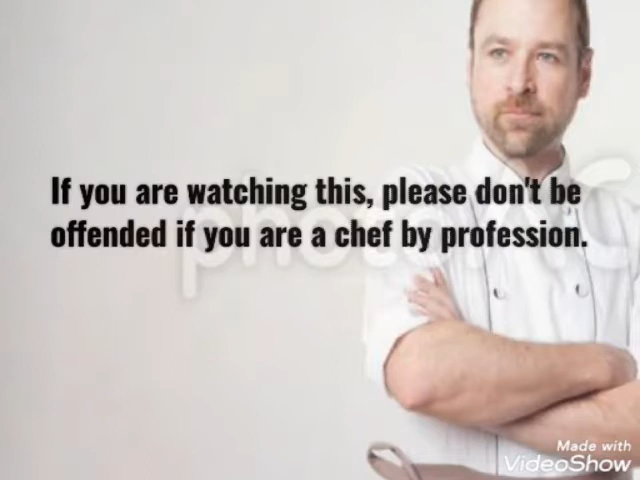 If you are watching this, please don't be
offended if you are a chef by profession.
Made with
VideoShow